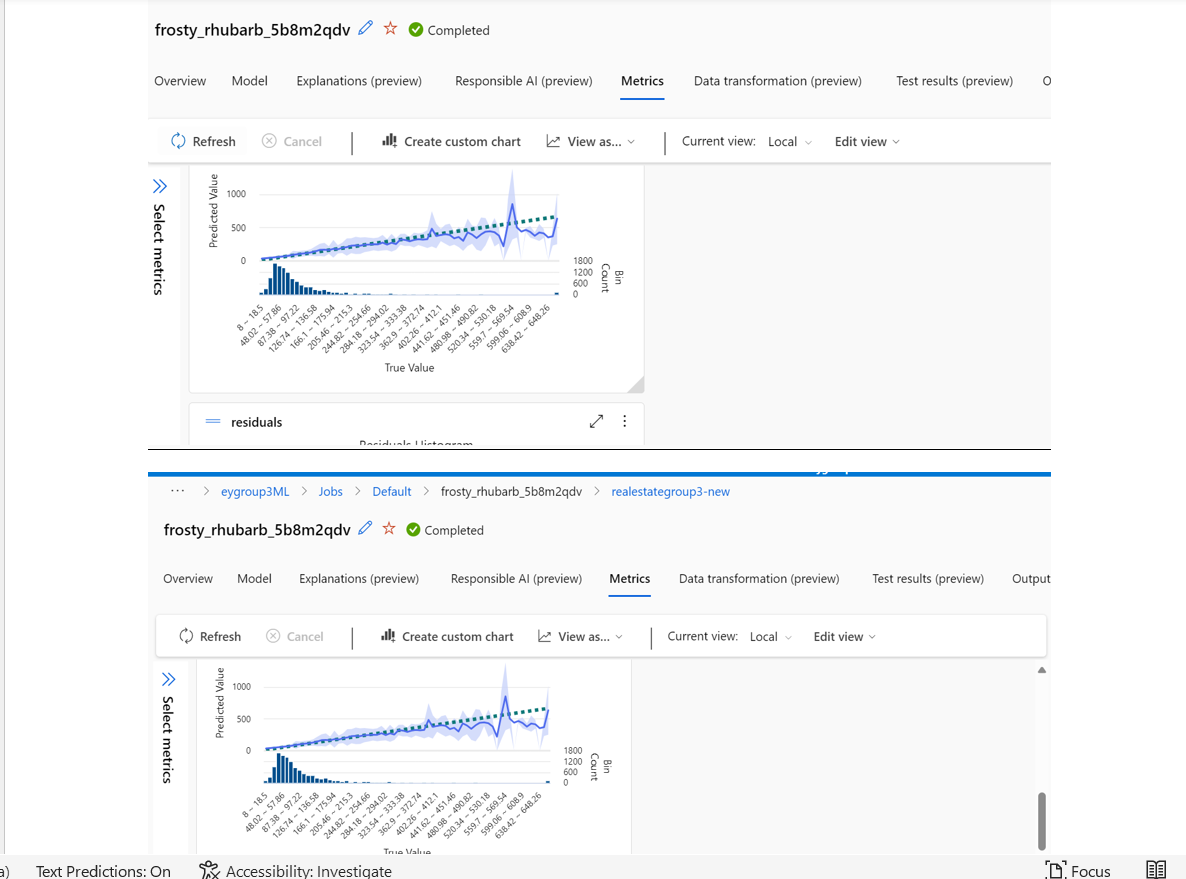 frosty_rhubarb_5b8m2qdv Completed
Overview Model Explanations (preview) Responsible AI (preview) Metrics Data transformation (preview) Test results (preview) O
Refresh Cancel Create custom chart View as... Current view: Local Edit view
Select metrics
Predicted Value
1000
500
0
1800
1200
600
0
Bin
Count
8 ~ 18.5
48.02 ~ 57.86
87.38 ~ 97.22
126.74 ~ 136.58
166.1 ~ 175.94
205.46 ~ 215.3
244.82 ~ 254.66
284.18 ~ 294.02
323.54 ~ 333.38
362.9 ~ 372.74
402.26 ~ 412.1
441.62 ~ 451.46
480.98 ~ 490.82
520.34 ~ 530.18
559.7 ~ 569.54
599.06 ~ 608.9
638.42 ~ 648.26
True Value
residuals
Residuals Histogram
... > eygroup3ML > Jobs > Default > frosty_rhubarb_5b8m2qdv > realestategroup3-new
frosty_rhubarb_5b8m2qdv Completed
Overview Model Explanations (preview) Responsible AI (preview) Metrics Data transformation (preview) Test results (preview) Output
Refresh Cancel Create custom chart View as... Current view: Local Edit view
Select metrics
Predicted Value
1000
500
0
1800
1200
600
0
Bin
Count
8 ~ 18.5
48.02 ~ 57.86
87.38 ~ 97.22
126.74 ~ 136.58
166.1 ~ 175.94
205.46 ~ 215.3
244.82 ~ 254.66
284.18 ~ 294.02
323.54 ~ 333.38
362.9 ~ 372.74
402.26 ~ 412.1
441.62 ~ 451.46
480.98 ~ 490.82
520.34 ~ 530.18
559.7 ~ 569.54
599.06 ~ 608.9
638.42 ~ 648.26
True Value
a) Text Predictions: On Accessibility: Investigate Focus